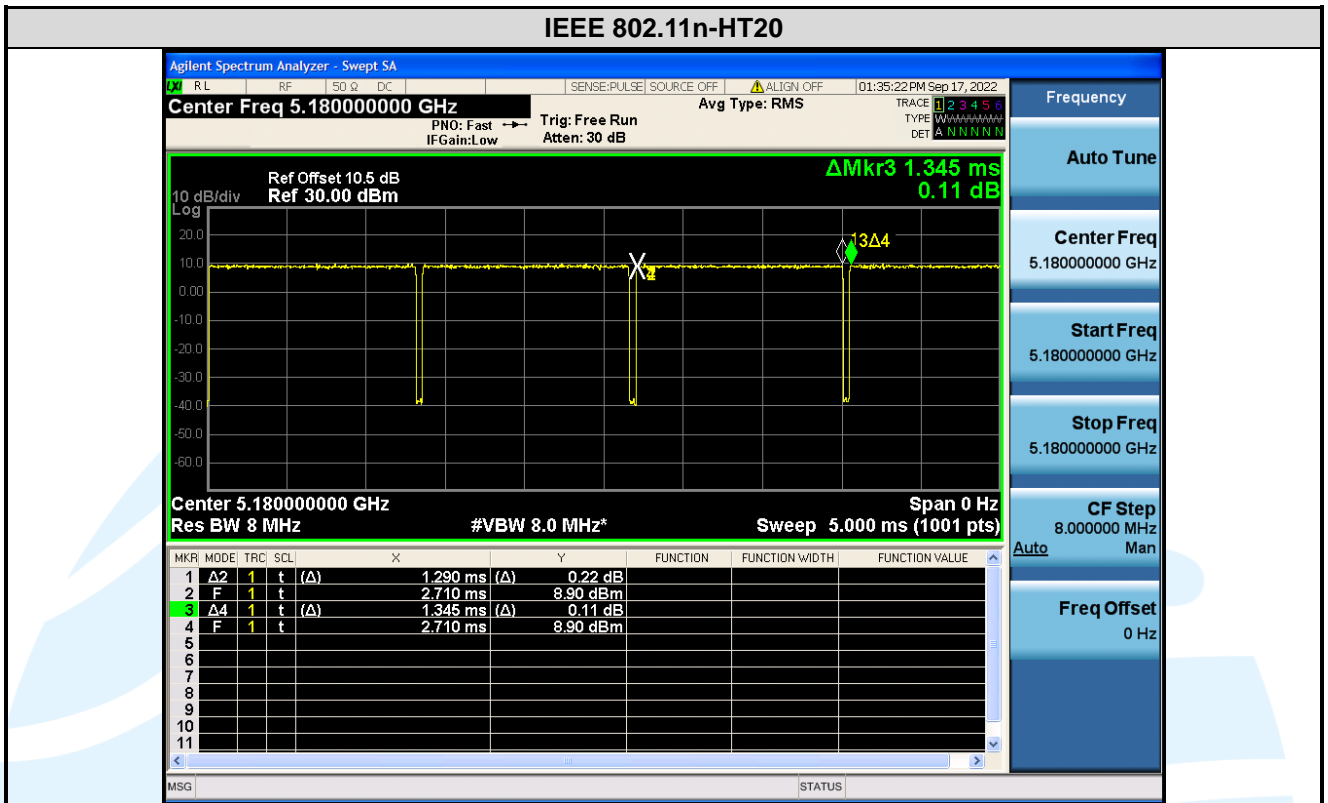 IEEE 802.11n-HT20
Agilent Spectrum Analyzer - Swept SA
LXI RL RF 50 Ω DC SENSE:PULSE SOURCE OFF ALIGN OFF 01:35:22 PM Sep 17, 2022
Center Freq 5.180000000 GHz
Avg Type: RMS
TRACE 1 2 3 4 5 6
TYPE
DET A N N N N N
PNO: Fast
IFGain:Low
Trig: Free Run
Atten: 30 dB
ΔMkr3 1.345 ms
0.11 dB
Ref Offset 10.5 dB
10 dB/div Ref 30.00 dBm
Log
20.0
10.0
0.00
-10.0
-20.0
-30.0
-40.0
-50.0
-60.0
3Δ4
Center 5.180000000 GHz
Span 0 Hz
Res BW 8 MHz
#VBW 8.0 MHz*
Sweep 5.000 ms (1001 pts)
MKR MODE TRC SCL X Y FUNCTION FUNCTION WIDTH FUNCTION VALUE
1 Δ2 1 t (Δ) 1.290 ms (Δ) 0.22 dB
2 F 1 t 2.710 ms 8.90 dBm
3 Δ4 1 t (Δ) 1.345 ms (Δ) 0.11 dB
4 F 1 t 2.710 ms 8.90 dBm
5
6
7
8
9
10
11
MSG
STATUS
Frequency
Auto Tune
Center Freq
5.180000000 GHz
Start Freq
5.180000000 GHz
Stop Freq
5.180000000 GHz
CF Step
8.000000 MHz
Auto Man
Freq Offset
0 Hz